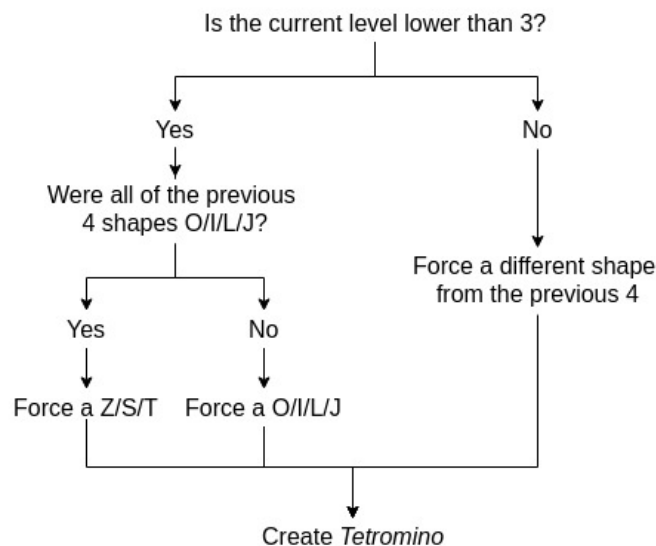 Is the current level lower than 3?
Yes
No
Were all of the previous
4 shapes O/I/L/J?
Force a different shape
from the previous 4
Yes
No
Force a Z/S/T
Force a O/I/L/J
Create Tetromino